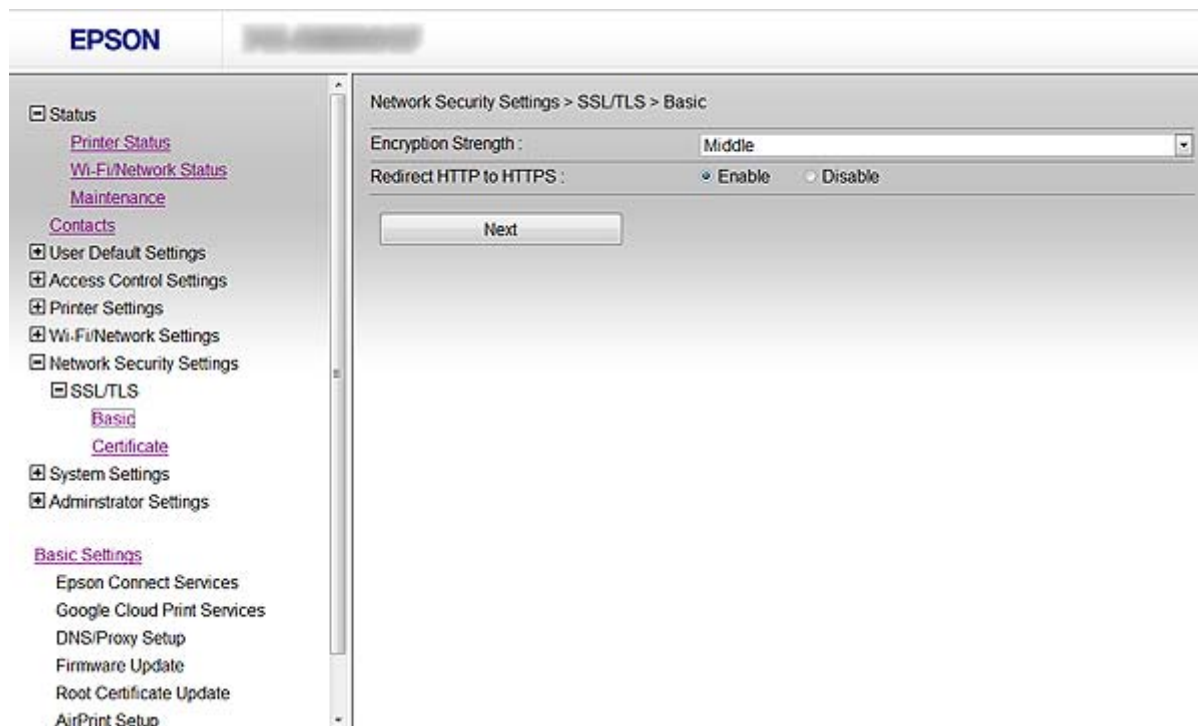 EPSON
Status
Printer Status
Wi-Fi/Network Status
Maintenance
Contacts
User Default Settings
Access Control Settings
Printer Settings
Wi-Fi/Network Settings
Network Security Settings
SSL/TLS
Basic
Certificate
System Settings
Adminstrator Settings
Basic Settings
Epson Connect Services
Google Cloud Print Services
DNS/Proxy Setup
Firmware Update
Root Certificate Update
AirPrint Setup
Network Security Settings > SSL/TLS > Basic
Encryption Strength : Middle
Redirect HTTP to HTTPS : Enable Disable
Next